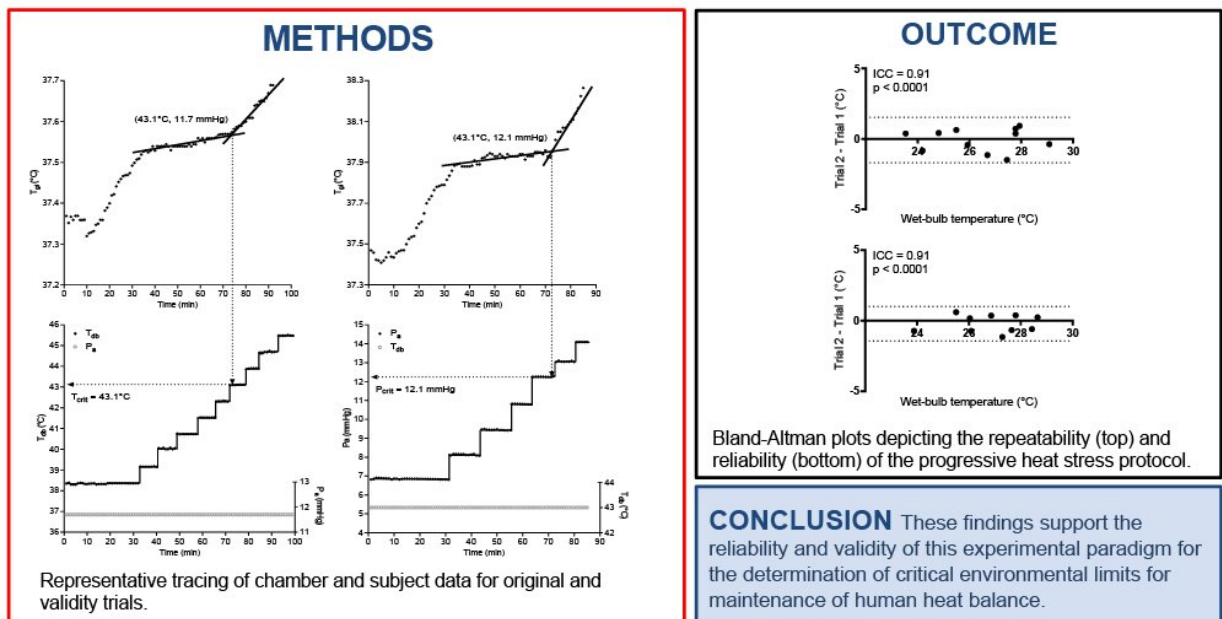 METHODS
37.7
37.6
37.5
37.4
37.3
37.2
Tgi(°C)
(43.1°C, 11.7 mmHg)
0 10 20 30 40 50 60 70 80 90 100
Time (min)
38.3
38.1
37.9
37.7
37.5
37.3
Tgi(°C)
(43.1°C, 12.1 mmHg)
0 10 20 30 40 50 60 70 80 90
Time (min)
46
45
44
43
42
41
40
39
38
37
36
Tdb(°C)
Tdb
Pa
Tcrit = 43.1°C
13
12
11
Pa (mmHg)
0 10 20 30 40 50 60 70 80 90 100
Time (min)
15
14
13
12
11
10
9
8
7
6
5
4
Pa (mmHg)
Pa
Tdb
Pcrit = 12.1 mmHg
44
43
42
Tdb(°C)
0 10 20 30 40 50 60 70 80 90
Time (min)
Representative tracing of chamber and subject data for original and
validity trials.
OUTCOME
5
0
-5
Trial 2 - Trial 1 (°C)
ICC = 0.91
p < 0.0001
24 26 28 30
Wet-bulb temperature (°C)
5
0
-5
Trial 2 - Trial 1 (°C)
ICC = 0.91
p < 0.0001
24 26 28 30
Wet-bulb temperature (°C)
Bland-Altman plots depicting the repeatability (top) and
reliability (bottom) of the progressive heat stress protocol.
CONCLUSION These findings support the
reliability and validity of this experimental paradigm for
the determination of critical environmental limits for
maintenance of human heat balance.